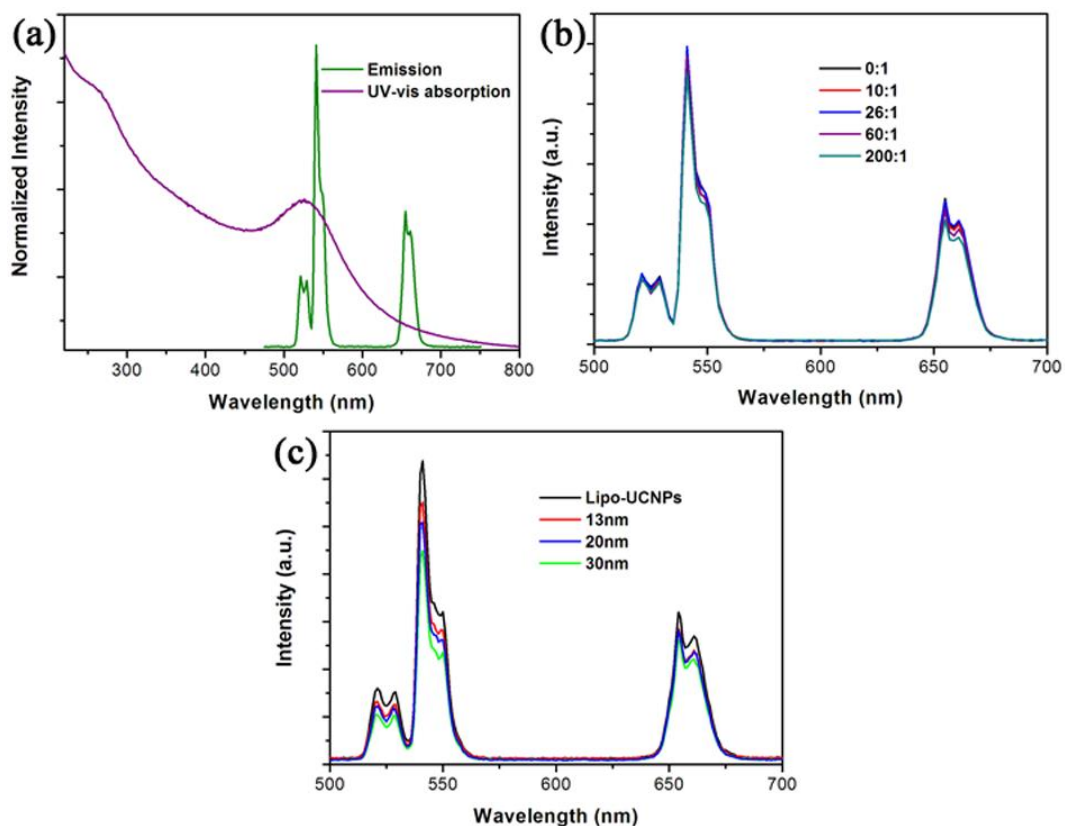 (a)
Emission
UV-vis absorption
Normalized Intensity
300 400 500 600 700 800
Wavelength (nm)
(b)
0:1
10:1
26:1
60:1
200:1
Intensity (a.u.)
500 550 600 650 700
Wavelength (nm)
(c)
Lipo-UCNPs
13nm
20nm
30nm
Intensity (a.u.)
500 550 600 650 700
Wavelength (nm)